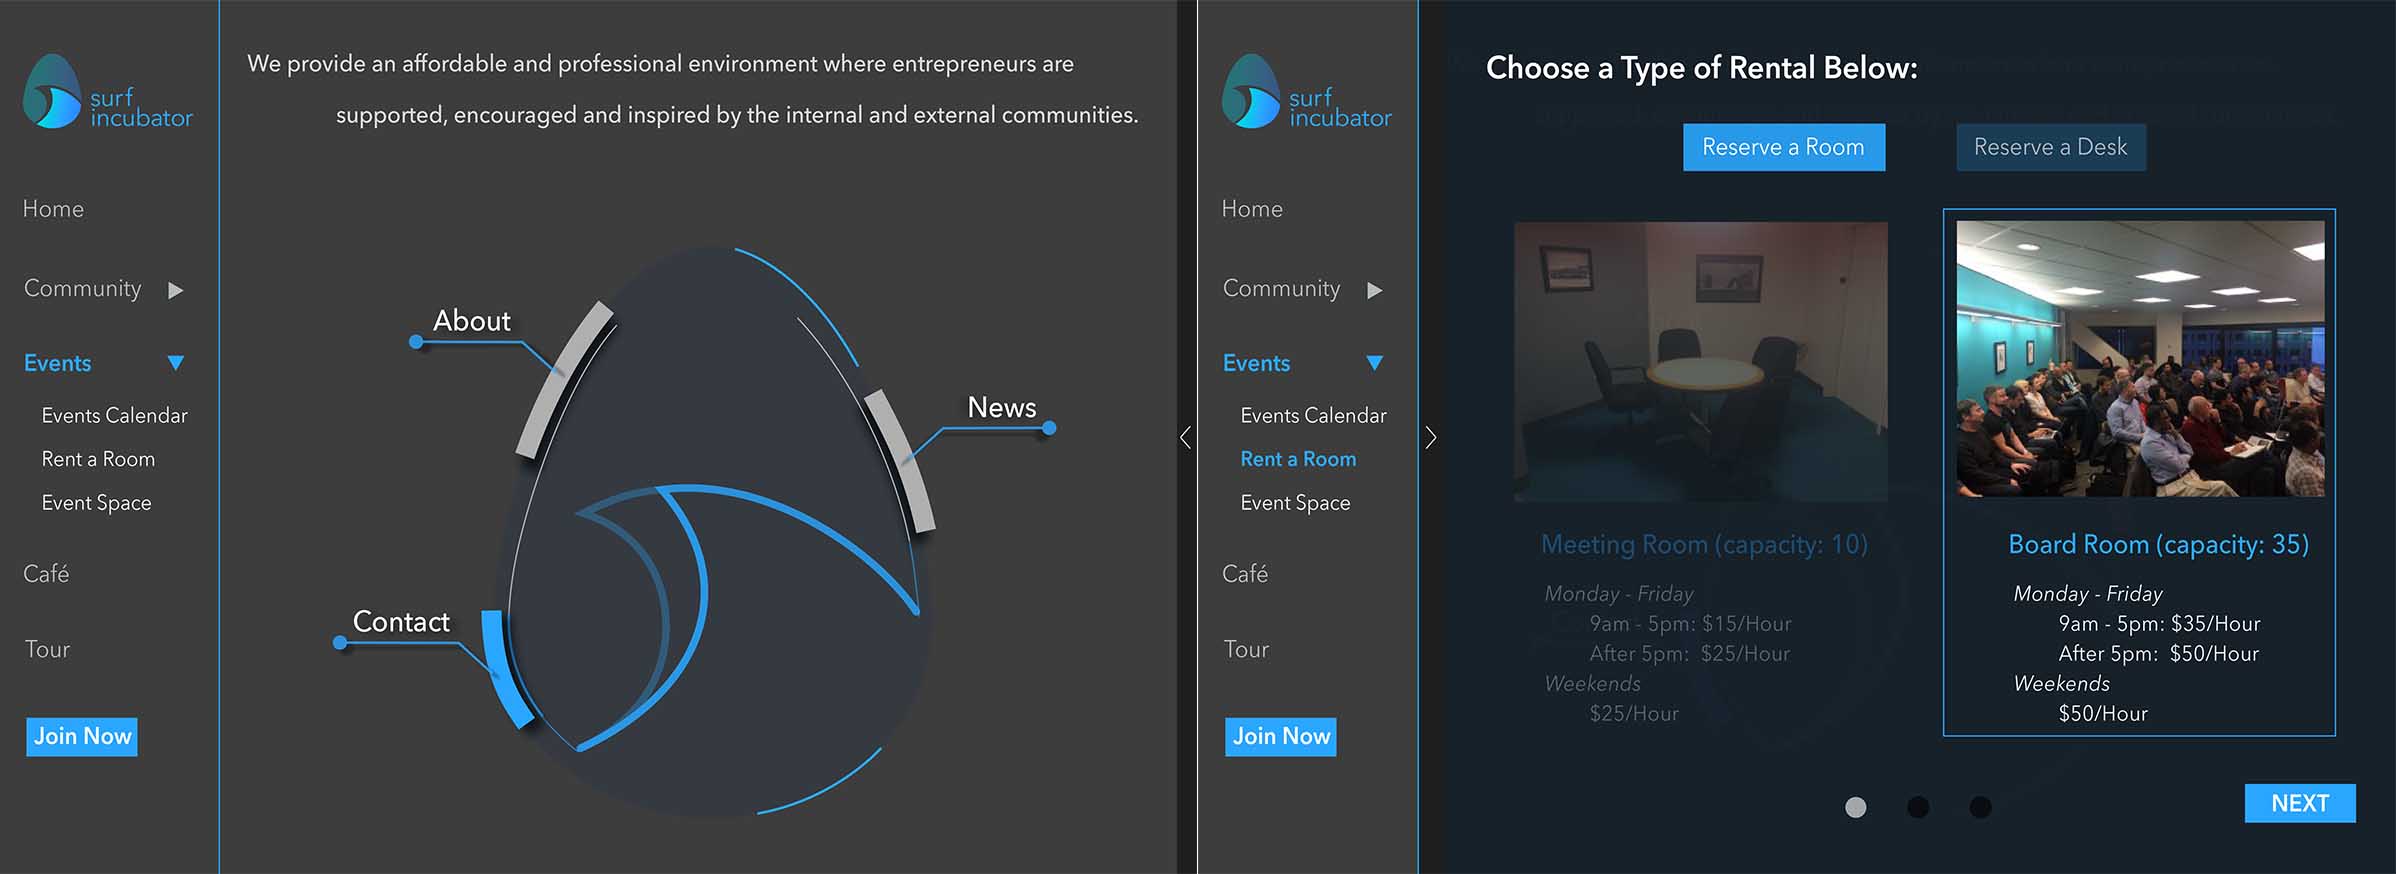 surf
incubator
Home
Community
Events
Events Calendar
Rent a Room
Event Space
Café
Tour
Join Now
We provide an affordable and professional environment where entrepreneurs are
supported, encouraged and inspired by the internal and external communities.
About
News
Contact
surf
incubator
Home
Community
Events
Events Calendar
Rent a Room
Event Space
Café
Tour
Join Now
Choose a Type of Rental Below:
Reserve a Room
Reserve a Desk
Meeting Room (capacity: 10)
Monday - Friday
9am - 5pm: $15/Hour
After 5pm: $25/Hour
Weekends
$25/Hour
Board Room (capacity: 35)
Monday - Friday
9am - 5pm: $35/Hour
After 5pm: $50/Hour
Weekends
$50/Hour
NEXT